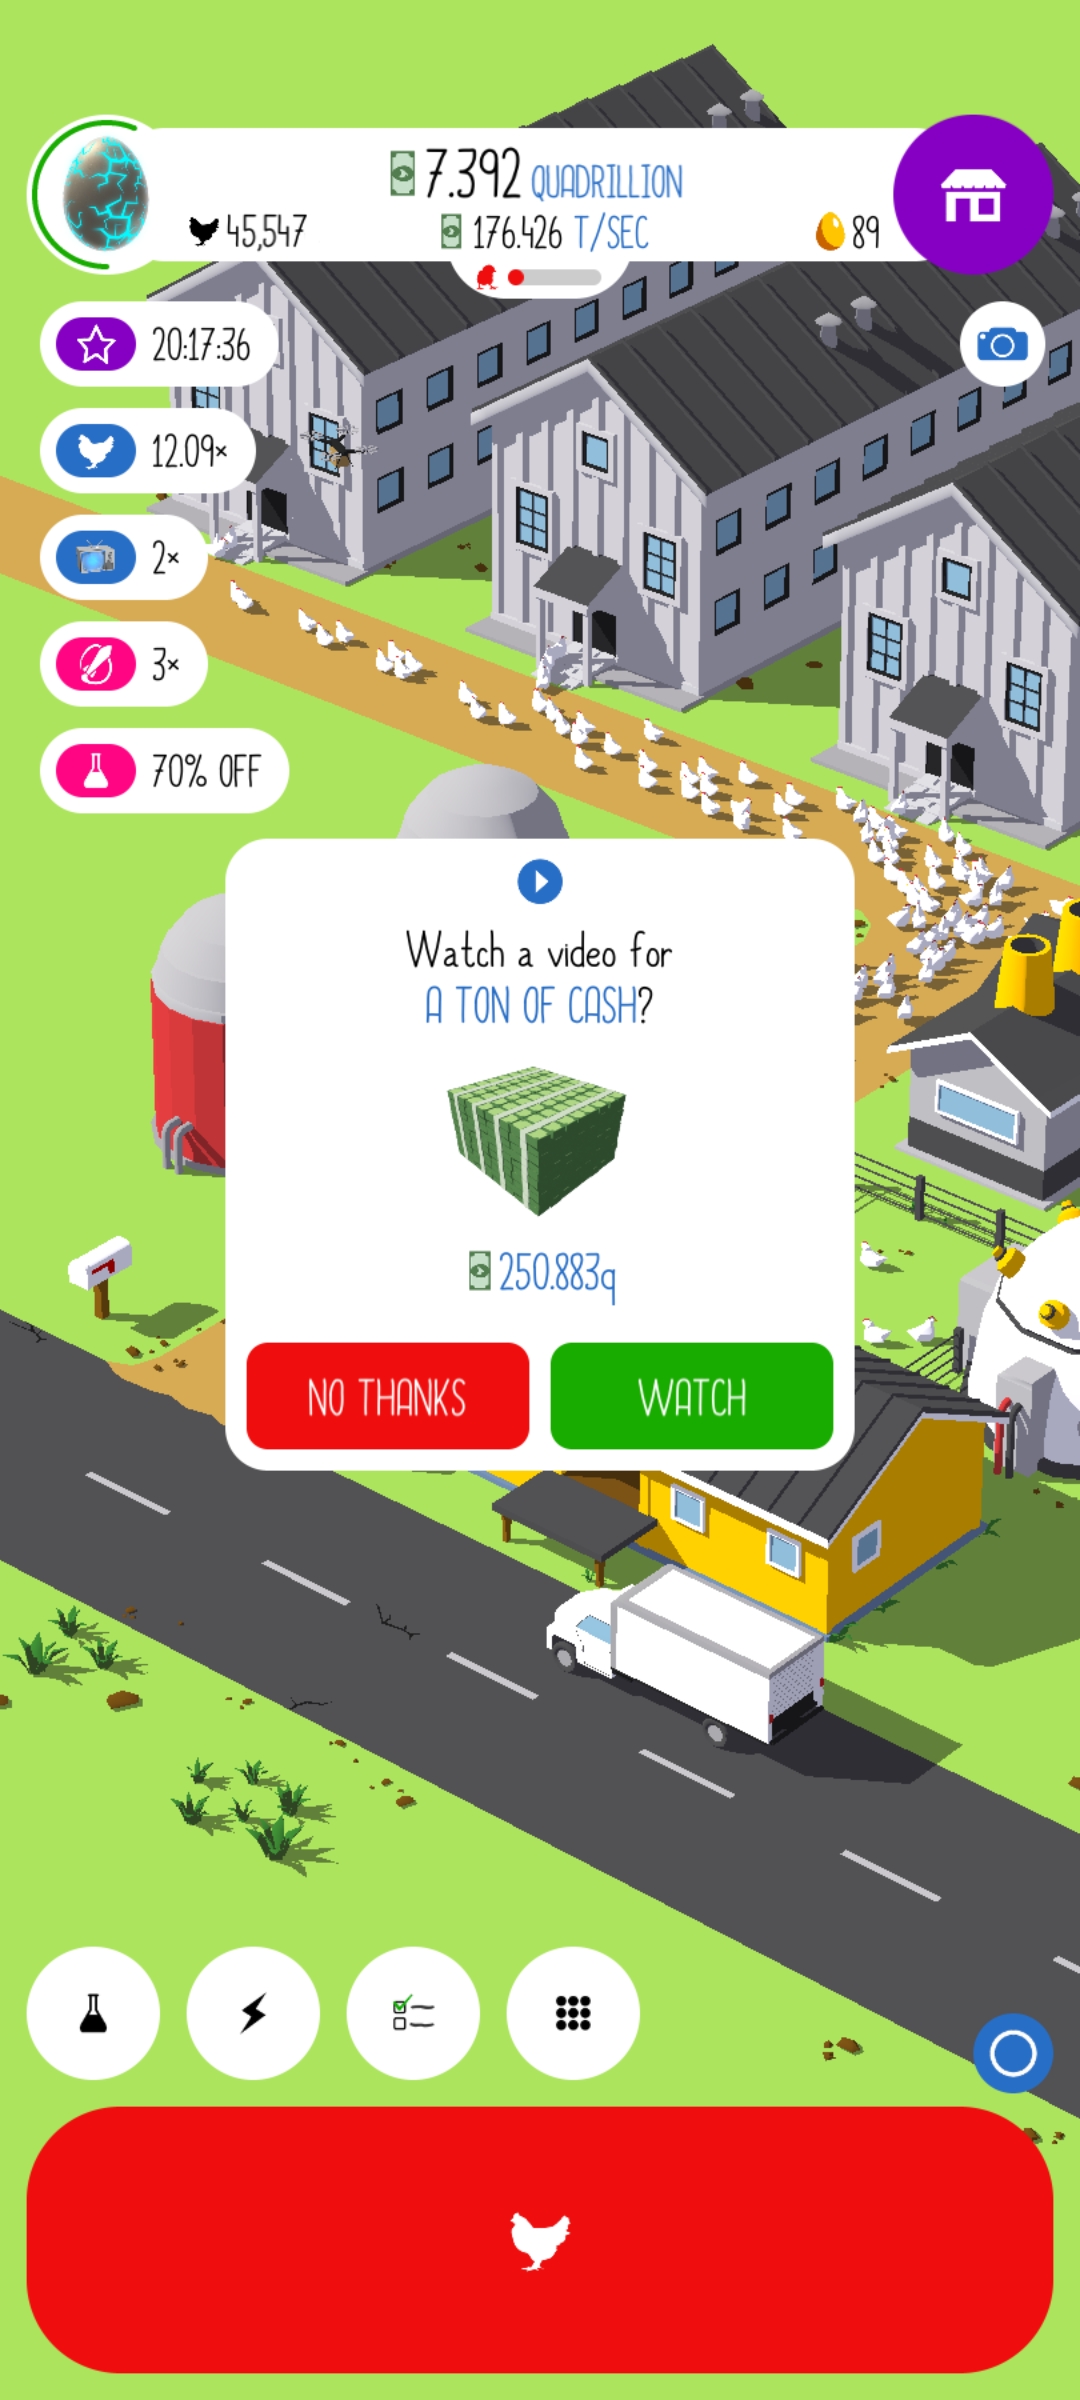 7.392 QUADRILLION
45,547
176.426 T/SEC
89
20:17:36
12.09×
2×
3×
70% OFF
Watch a video for
A TON OF CASH?
250.883q
NO THANKS
WATCH